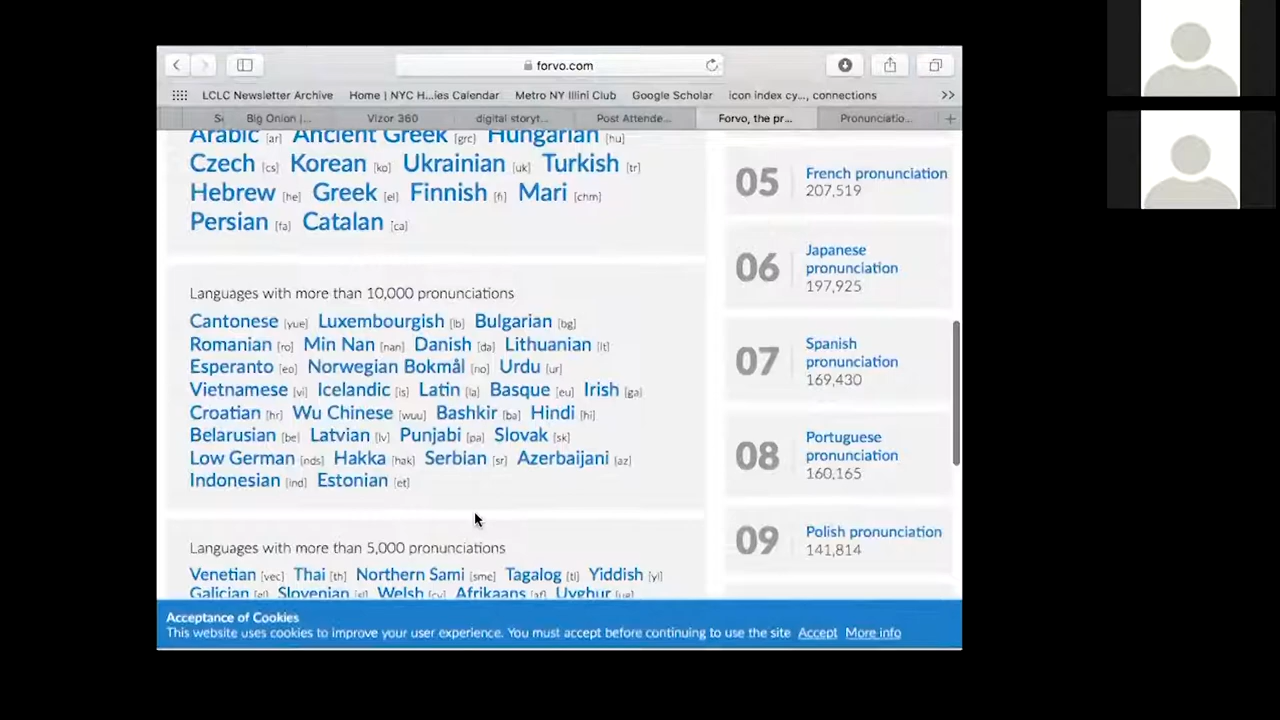 forvo.com
LCLC Newsletter Archive Home | NYC H...ies Calendar Metro NY Illini Club Google Scholar icon index cy..., connections >>
Big Onion |... Vizor 360 digital storyt... Post Attende... Forvo, the pr... Pronunciatio... +
Arabic [ar] Ancient Greek [grc] Hungarian [hu]
Czech [cs] Korean [ko] Ukrainian [uk] Turkish [tr]
Hebrew [he] Greek [el] Finnish [fi] Mari [chm]
Persian [fa] Catalan [ca]
Languages with more than 10,000 pronunciations
Cantonese [yue] Luxembourgish [lb] Bulgarian [bg]
Romanian [ro] Min Nan [nan] Danish [da] Lithuanian [lt]
Esperanto [eo] Norwegian Bokmål [no] Urdu [ur]
Vietnamese [vi] Icelandic [is] Latin [la] Basque [eu] Irish [ga]
Croatian [hr] Wu Chinese [wuu] Bashkir [ba] Hindi [hi]
Belarusian [be] Latvian [lv] Punjabi [pa] Slovak [sk]
Low German [nds] Hakka [hak] Serbian [sr] Azerbaijani [az]
Indonesian [ind] Estonian [et]
Languages with more than 5,000 pronunciations
Venetian [vec] Thai [th] Northern Sami [sme] Tagalog [tl] Yiddish [yi]
Galician [gl] Slovenian [sl] Welsh [cy] Afrikaans [af] Uyghur [ug]
05 French pronunciation
207,519
06 Japanese
pronunciation
197,925
07 Spanish
pronunciation
169,430
08 Portuguese
pronunciation
160,165
09 Polish pronunciation
141,814
Acceptance of Cookies
This website uses cookies to improve your user experience. You must accept before continuing to use the site Accept More info